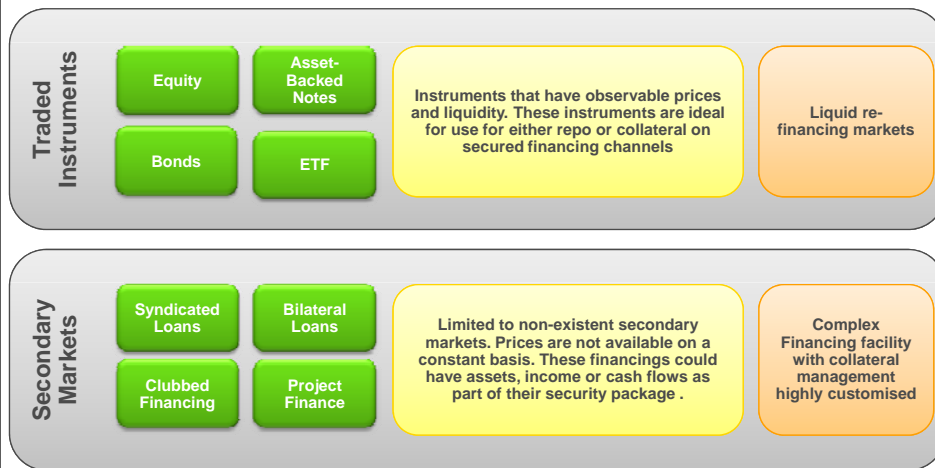 Traded
Instruments
Equity
Asset-
Backed
Notes
Bonds
ETF
Instruments that have observable prices
and liquidity. These instruments are ideal
for use for either repo or collateral on
secured financing channels
Liquid re-
financing markets
Secondary
Markets
Syndicated
Loans
Bilateral
Loans
Clubbed
Financing
Project
Finance
Limited to non-existent secondary
markets. Prices are not available on a
constant basis. These financings could
have assets, income or cash flows as
part of their security package .
Complex
Financing facility
with collateral
management
highly customised